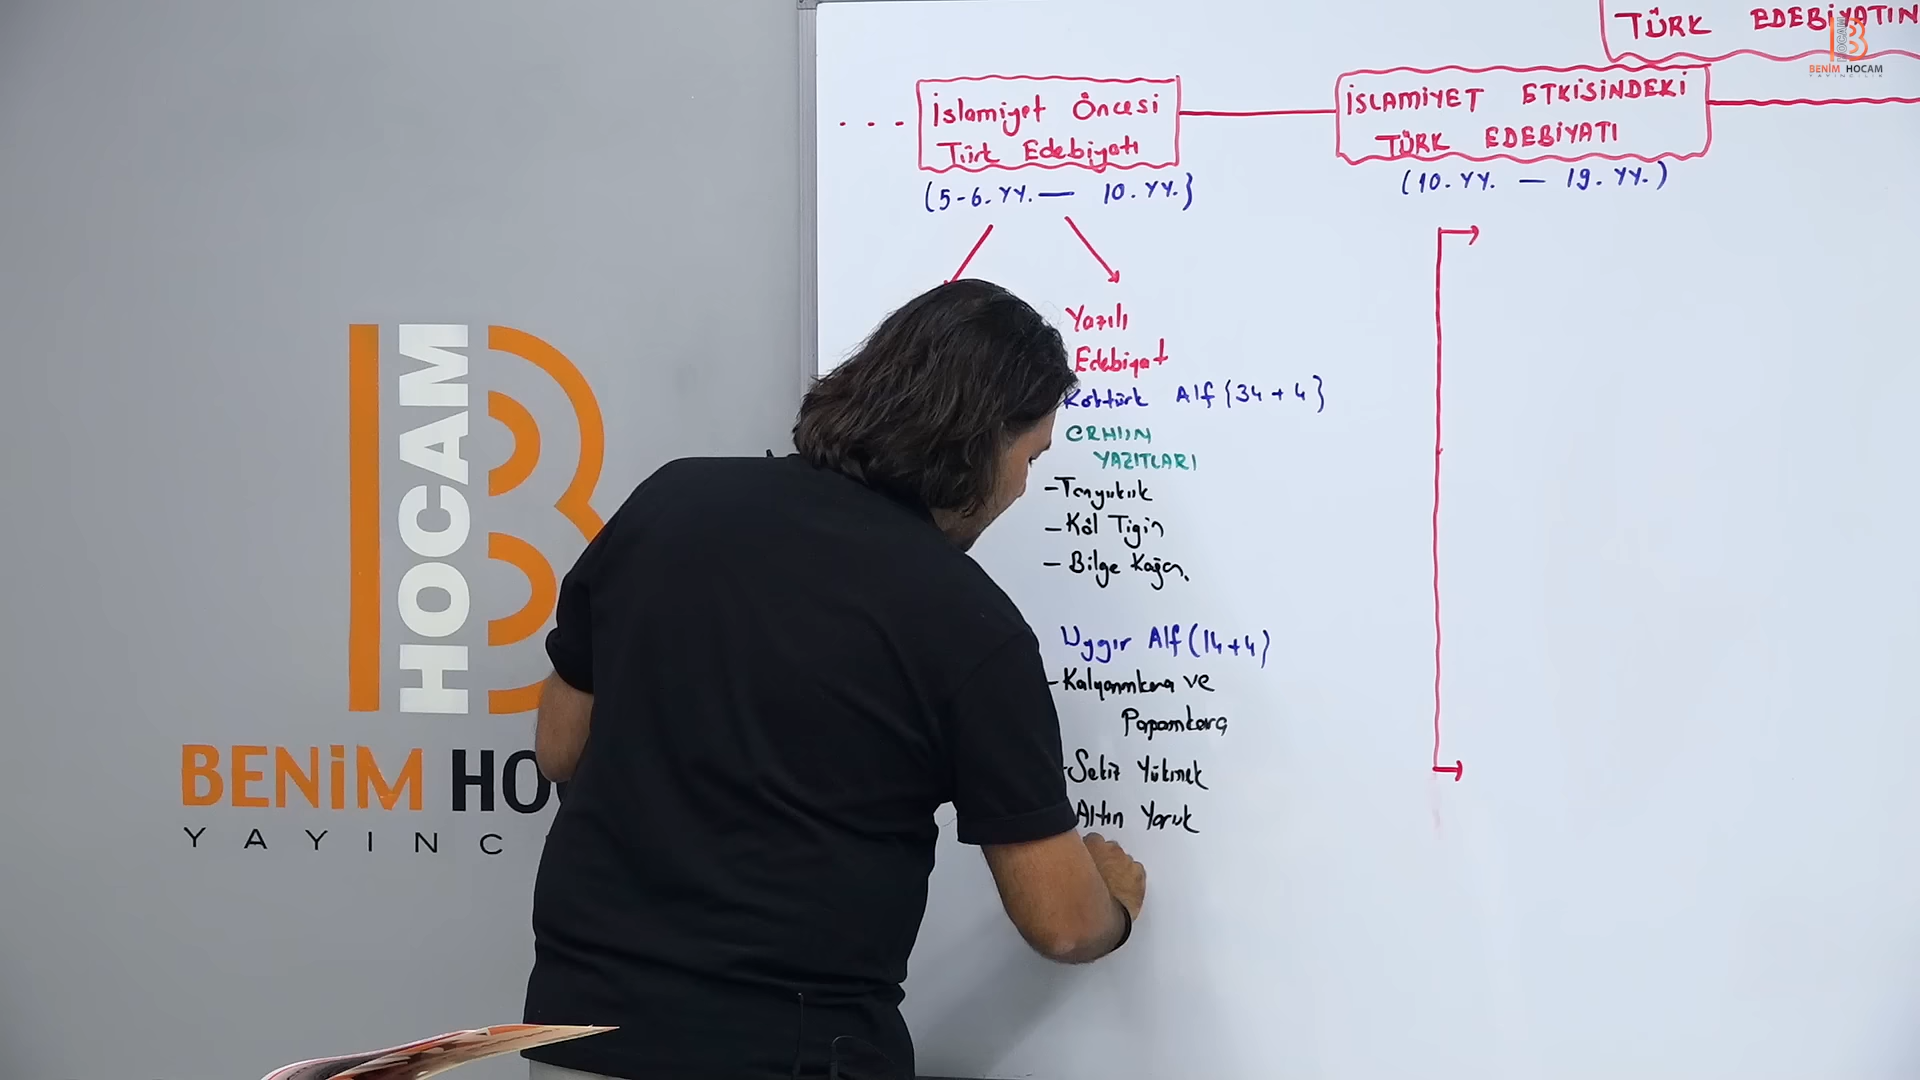 TÜRK EDEBİYATIN
HOCAM
BENİM HOCAM
YAYINCILIK
. . . İslamiyet Öncesi
Türk Edebiyatı
(5-6. YY. — 10. YY.)
İSLAMİYET ETKİSİNDEKİ
TÜRK EDEBİYATI
(10. YY. — 19. YY.)
Yazılı
Edebiyat
Köktürk Alf (34+4)
ORHUN
YAZITLARI
- Tonyukuk
- Köl Tigin
- Bilge Kağan.
Uygur Alf (14+4)
- Kalyanamkara ve
Papamkara
- Sekiz Yükmek
Altın Yaruk
HOCAM
BENİM HO
YAYINC